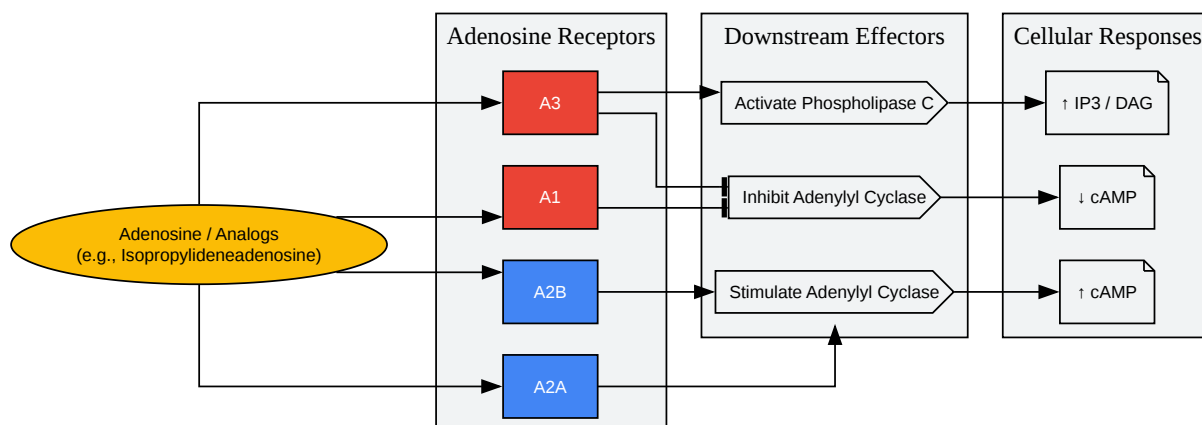 Adenosine Receptors
Downstream Effectors
Cellular Responses
A3
Activate Phospholipase C
↑ IP3 / DAG
A1
Inhibit Adenylyl Cyclase
↓ cAMP
Adenosine / Analogs
(e.g., Isopropylideneadenosine)
A2B
Stimulate Adenylyl Cyclase
↑ cAMP
A2A